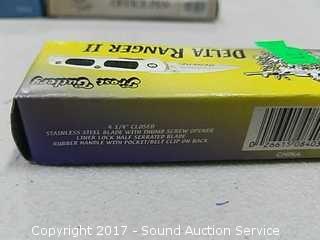 DELTA RANGER II
Frost Cutlery
4 1/4" CLOSED
STAINLESS STEEL BLADE WITH THUMB SCREW OPENER
LINER LOCK HALF SERRATED BLADE
RUBBER HANDLE WITH POCKET/BELT CLIP ON BACK
CHINA
Copyright 2017 - Sound Auction Service